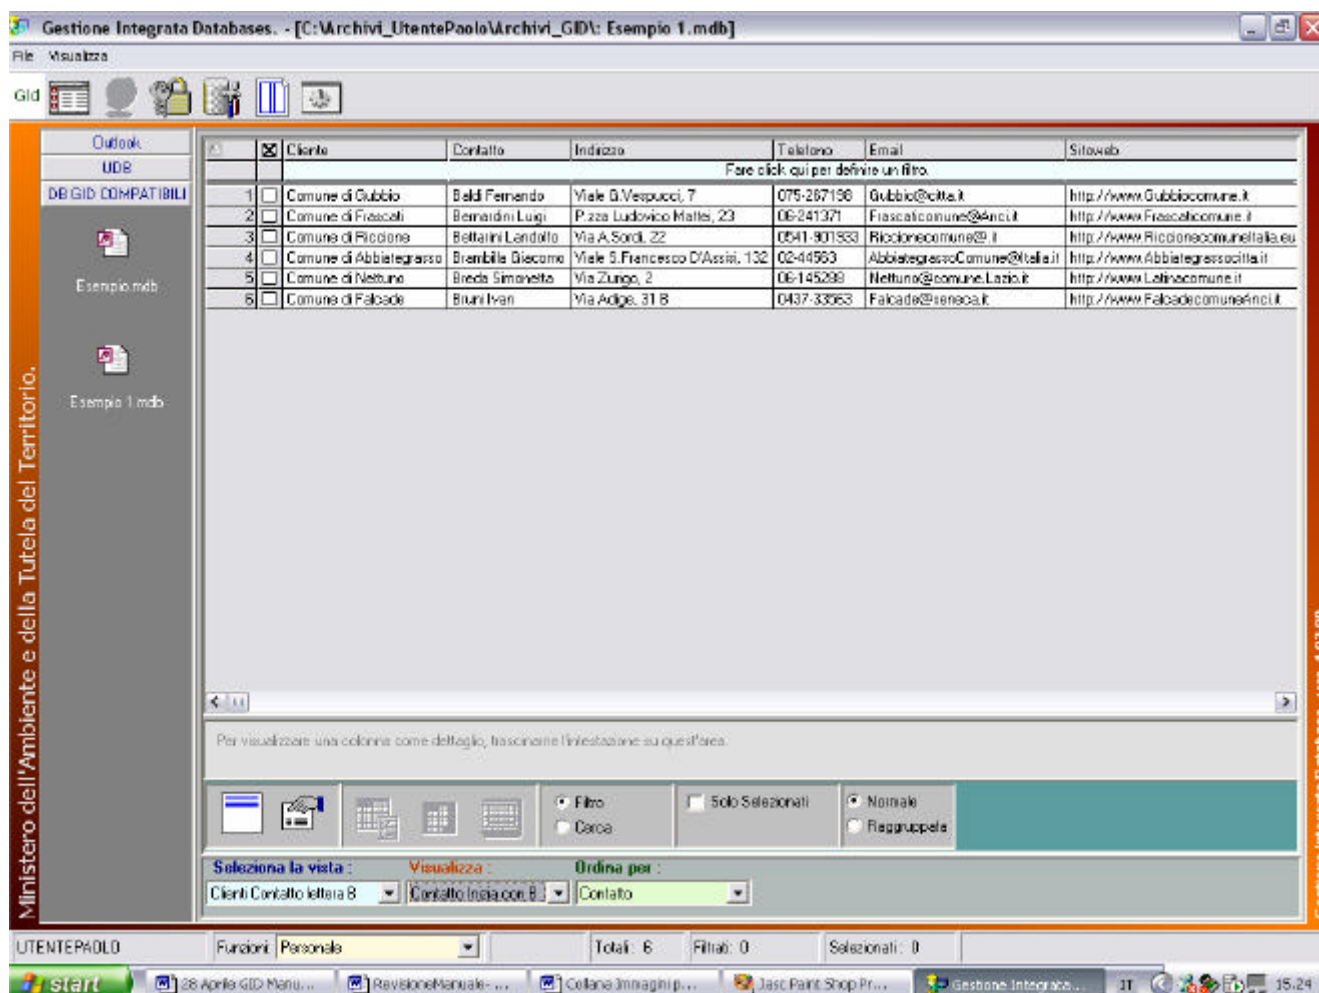 Gestione Integrata Databases. - [C:\Archivi_UtentePaolo\Archivi_GID\: Esempio 1.mdb]
File Visualizza
GId
Outlook
UDB
DB GID COMPATIBILI
Esempio.mdb
Esempio 1.mdb
Ministero dell'Ambiente e della Tutela del Territorio.
Cliente Contatto Indirizzo Telefono Email Sitoweb
Fare click qui per definire un filtro.
1 Comune di Gubbio Baldi Fernando Viale G.Vespucci, 7 075-267198 Gubbio@citta.it http://www.Gubbiocomune.it
2 Comune di Frascati Bernardini Luigi P.zza Ludovico Mattei, 23 06-241371 Frascaticomune@Anci.it http://www.Frascaticomune.it
3 Comune di Riccione Bettarini Landolfo Via A.Sordi, 22 0541-901933 Riccionecomune@.it http://www.RiccionecomuneItalia.eu
4 Comune di Abbiategrasso Brambilla Giacomo Viale S.Francesco D'Assisi, 132 02-44563 AbbiategrassoComune@Italia.it http://www.Abbiategrassocitta.it
5 Comune di Nettuno Breda Simonetta Via Zurigo, 2 06-145288 Nettuno@comune.Lazio.it http://www.Latinacomune.it
6 Comune di Falcade Bruni Ivan Via Adige, 31 B 0437-33563 Falcade@seneca.it http://www.FalcadecomuneAnci.it
Per visualizzare una colonna come dettaglio, trascinarne l'intestazione su quest'area.
Filtro
Cerca
Solo Selezionati
Normale
Raggruppata
Seleziona la vista : Visualizza : Ordina per :
Clienti Contatto lettera B Contatto Inizia con B Contatto
UTENTEPAOLO Funzioni Personale Totali: 6 Filtrati: 0 Selezionati: 0
start 28 Aprile GID Manu... RevisioneManuale-... Collana Immagini p... Jasc Paint Shop Pr... Gestione Integrata... IT 15.24